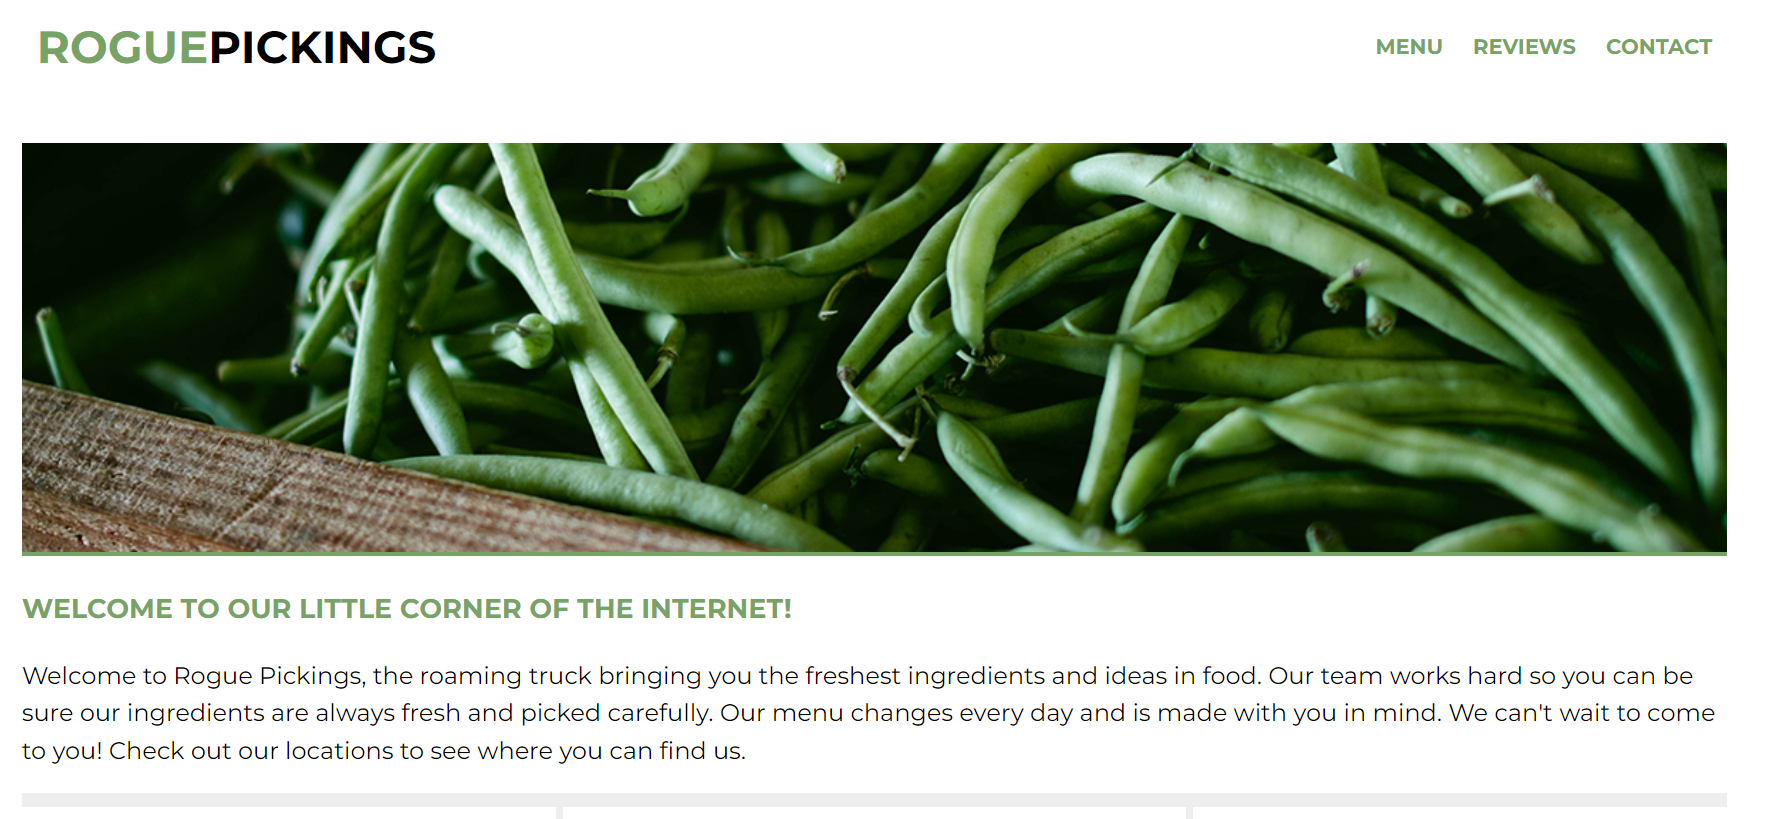 ROGUEPICKINGS
MENU REVIEWS CONTACT
WELCOME TO OUR LITTLE CORNER OF THE INTERNET!
Welcome to Rogue Pickings, the roaming truck bringing you the freshest ingredients and ideas in food. Our team works hard so you can be
sure our ingredients are always fresh and picked carefully. Our menu changes every day and is made with you in mind. We can't wait to come
to you! Check out our locations to see where you can find us.